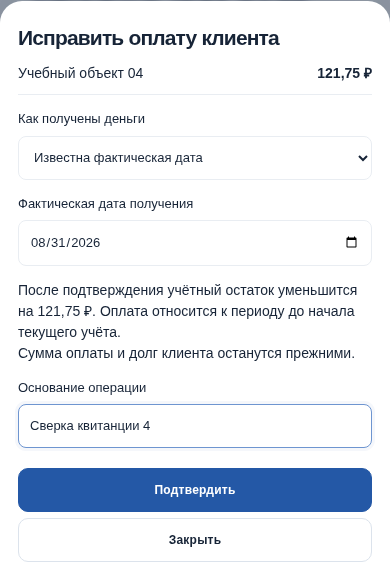 Исправить оплату клиента
Учебный объект 04 121,75 ₽
Как получены деньги
Известна фактическая дата
Фактическая дата получения
08/31/2026
После подтверждения учётный остаток уменьшится
на 121,75 ₽. Оплата относится к периоду до начала
текущего учёта.
Сумма оплаты и долг клиента останутся прежними.
Основание операции
Сверка квитанции 4
Подтвердить
Закрыть